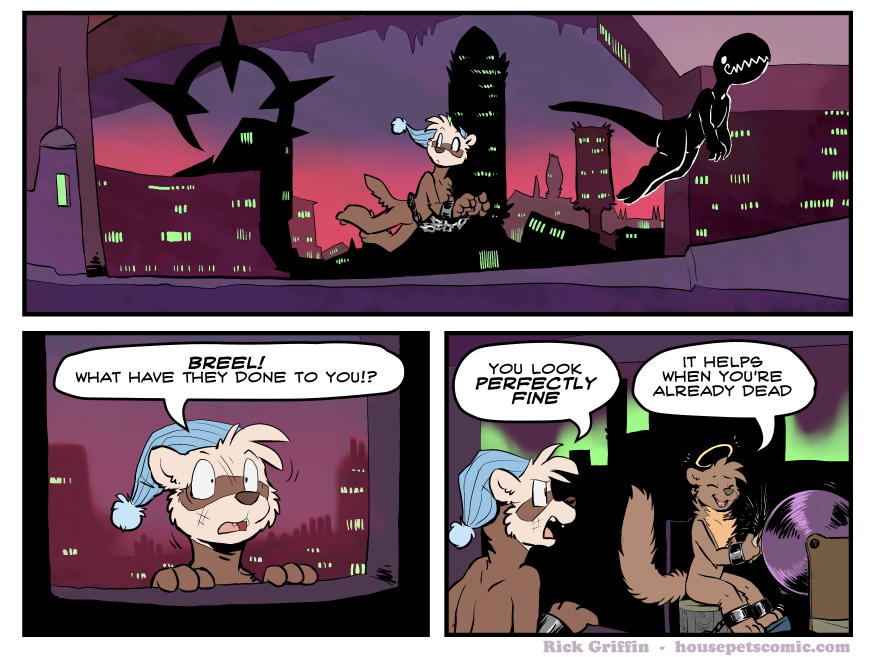 BREEL!
WHAT HAVE THEY DONE TO YOU!?
YOU LOOK
PERFECTLY
FINE
IT HELPS
WHEN YOU'RE
ALREADY DEAD
Rick Griffin - housepetscomic.com